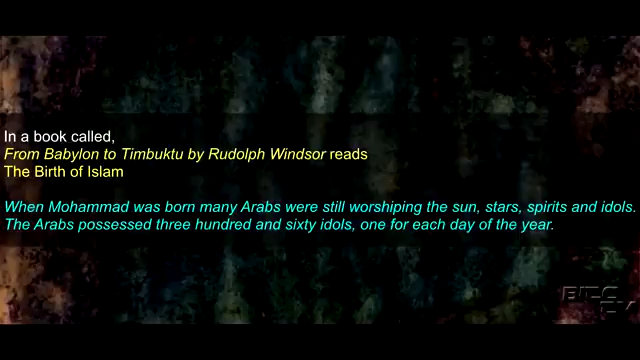 In a book called,
From Babylon to Timbuktu by Rudolph Windsor reads
The Birth of Islam
When Mohammad was born many Arabs were still worshiping the sun, stars, spirits and idols.
The Arabs possessed three hundred and sixty idols, one for each day of the year.